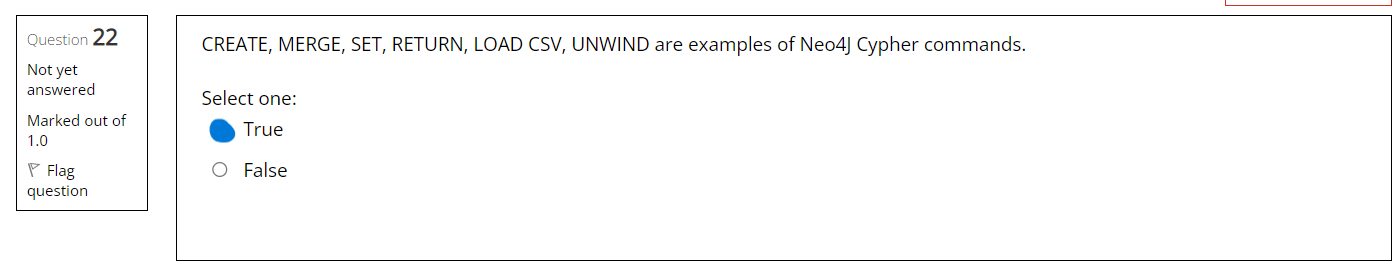 Question 22
Not yet
answered
Marked out of
1.0
Flag
question
CREATE, MERGE, SET, RETURN, LOAD CSV, UNWIND are examples of Neo4J Cypher commands.
Select one:
True
False